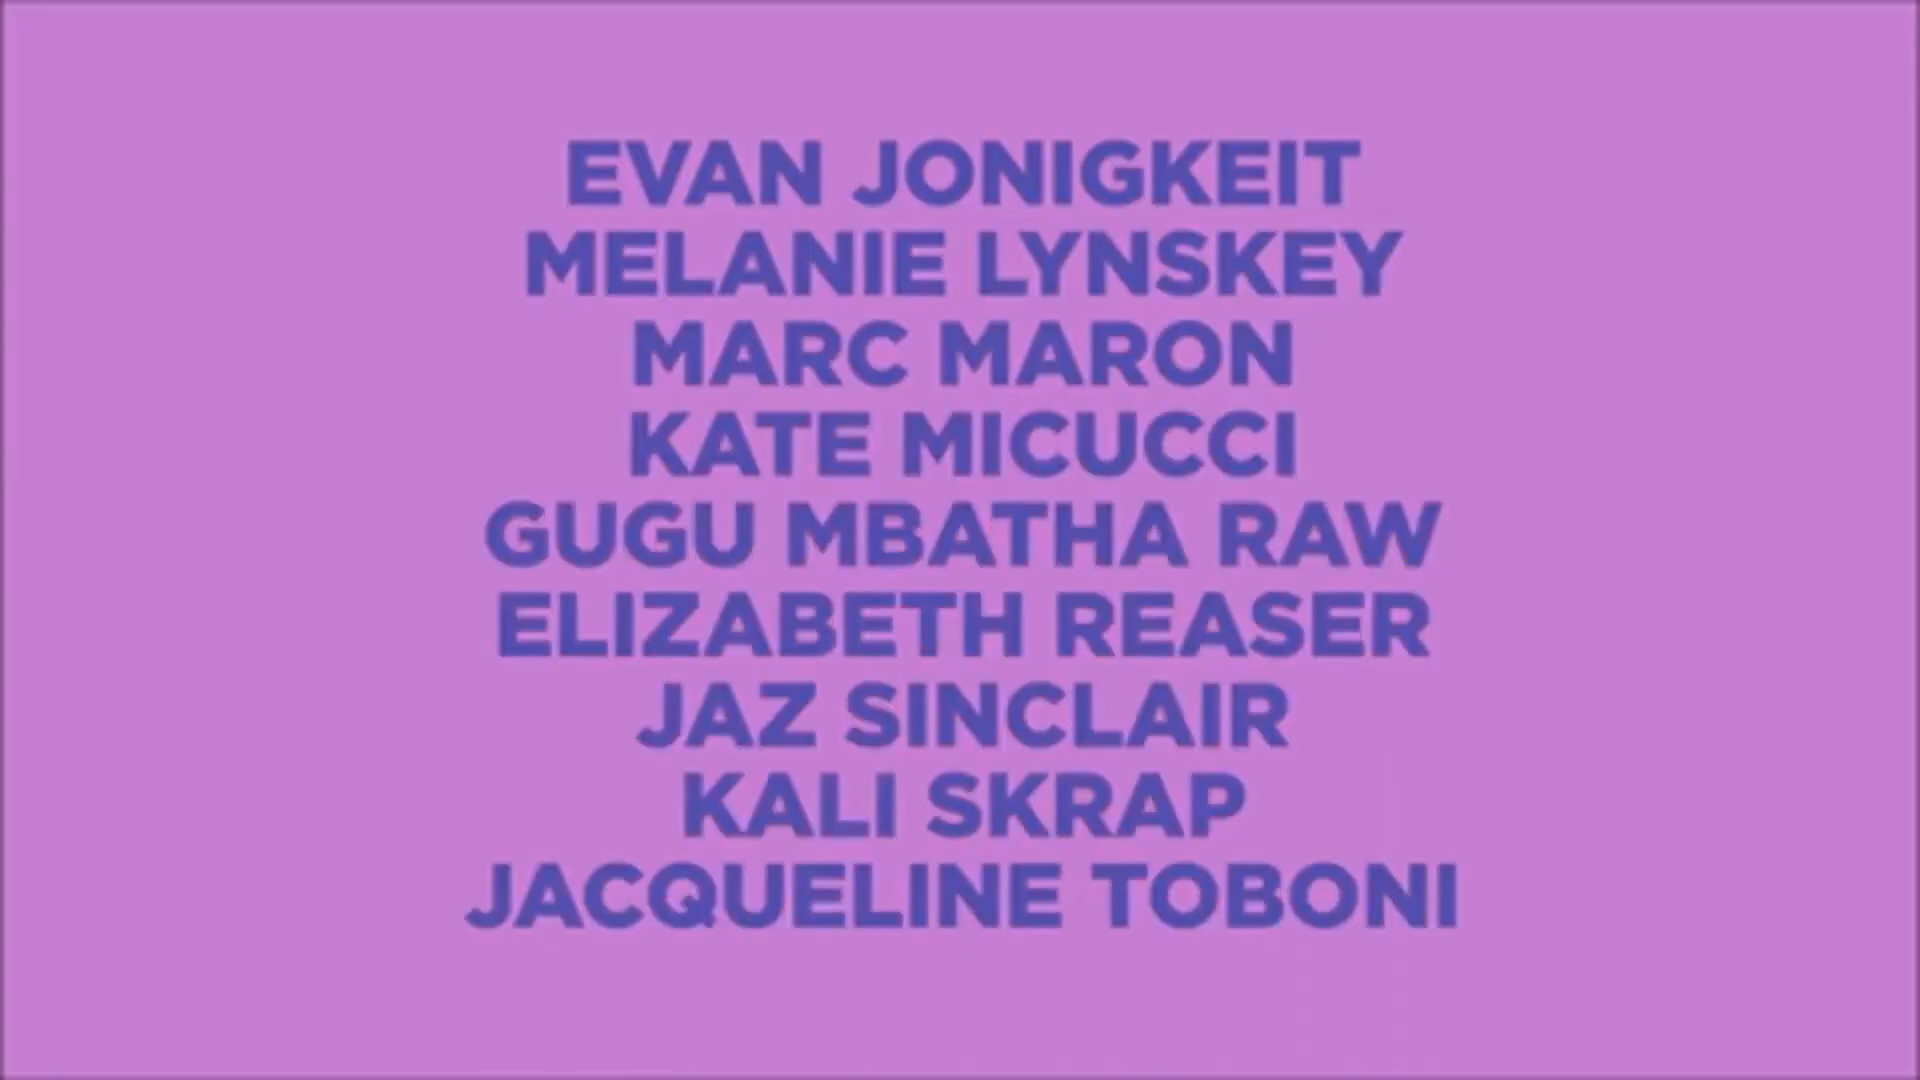 EVAN JONIGKEIT
MELANIE LYNSKEY
MARC MARON
KATE MICUCCI
GUGU MBATHA RAW
ELIZABETH REASER
JAZ SINCLAIR
KALI SKRAP
JACQUELINE TOBONI